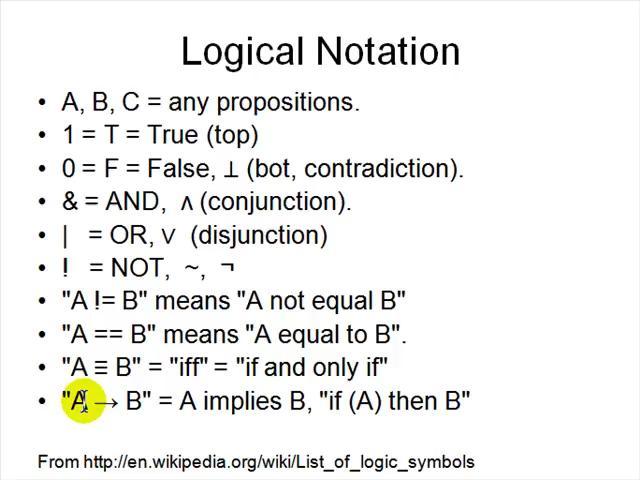 Logical Notation
• A, B, C = any propositions.
• 1 = T = True (top)
• 0 = F = False, ⊥ (bot, contradiction).
• & = AND, ∧ (conjunction).
• | = OR, ∨ (disjunction)
• ! = NOT, ~, ¬
• "A != B" means "A not equal B"
• "A == B" means "A equal to B".
• "A ≡ B" = "iff" = "if and only if"
• "A → B" = A implies B, "if (A) then B"
From http://en.wikipedia.org/wiki/List_of_logic_symbols